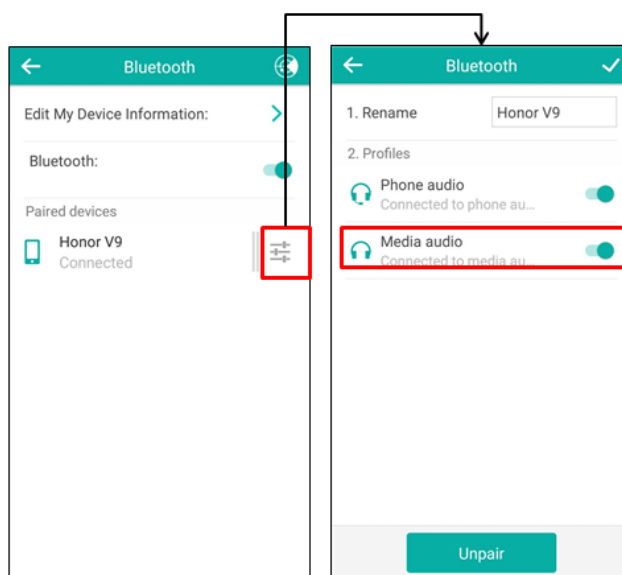 Bluetooth
Edit My Device Information:
Bluetooth:
Paired devices
Honor V9
Connected
Bluetooth
1. Rename
Honor V9
2. Profiles
Phone audio
Connected to phone au...
Media audio
Connected to media au...
Unpair